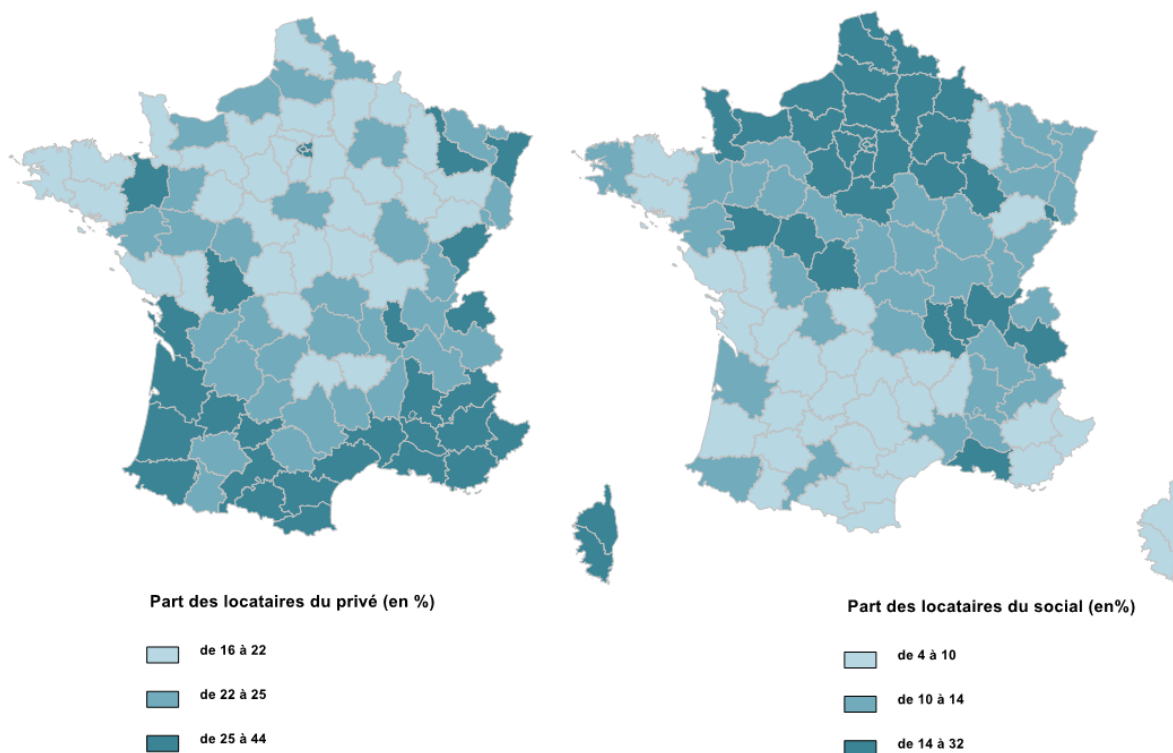 Part des locataires du privé (en %)
de 16 à 22
de 22 à 25
de 25 à 44
Part des locataires du social (en%)
de 4 à 10
de 10 à 14
de 14 à 32